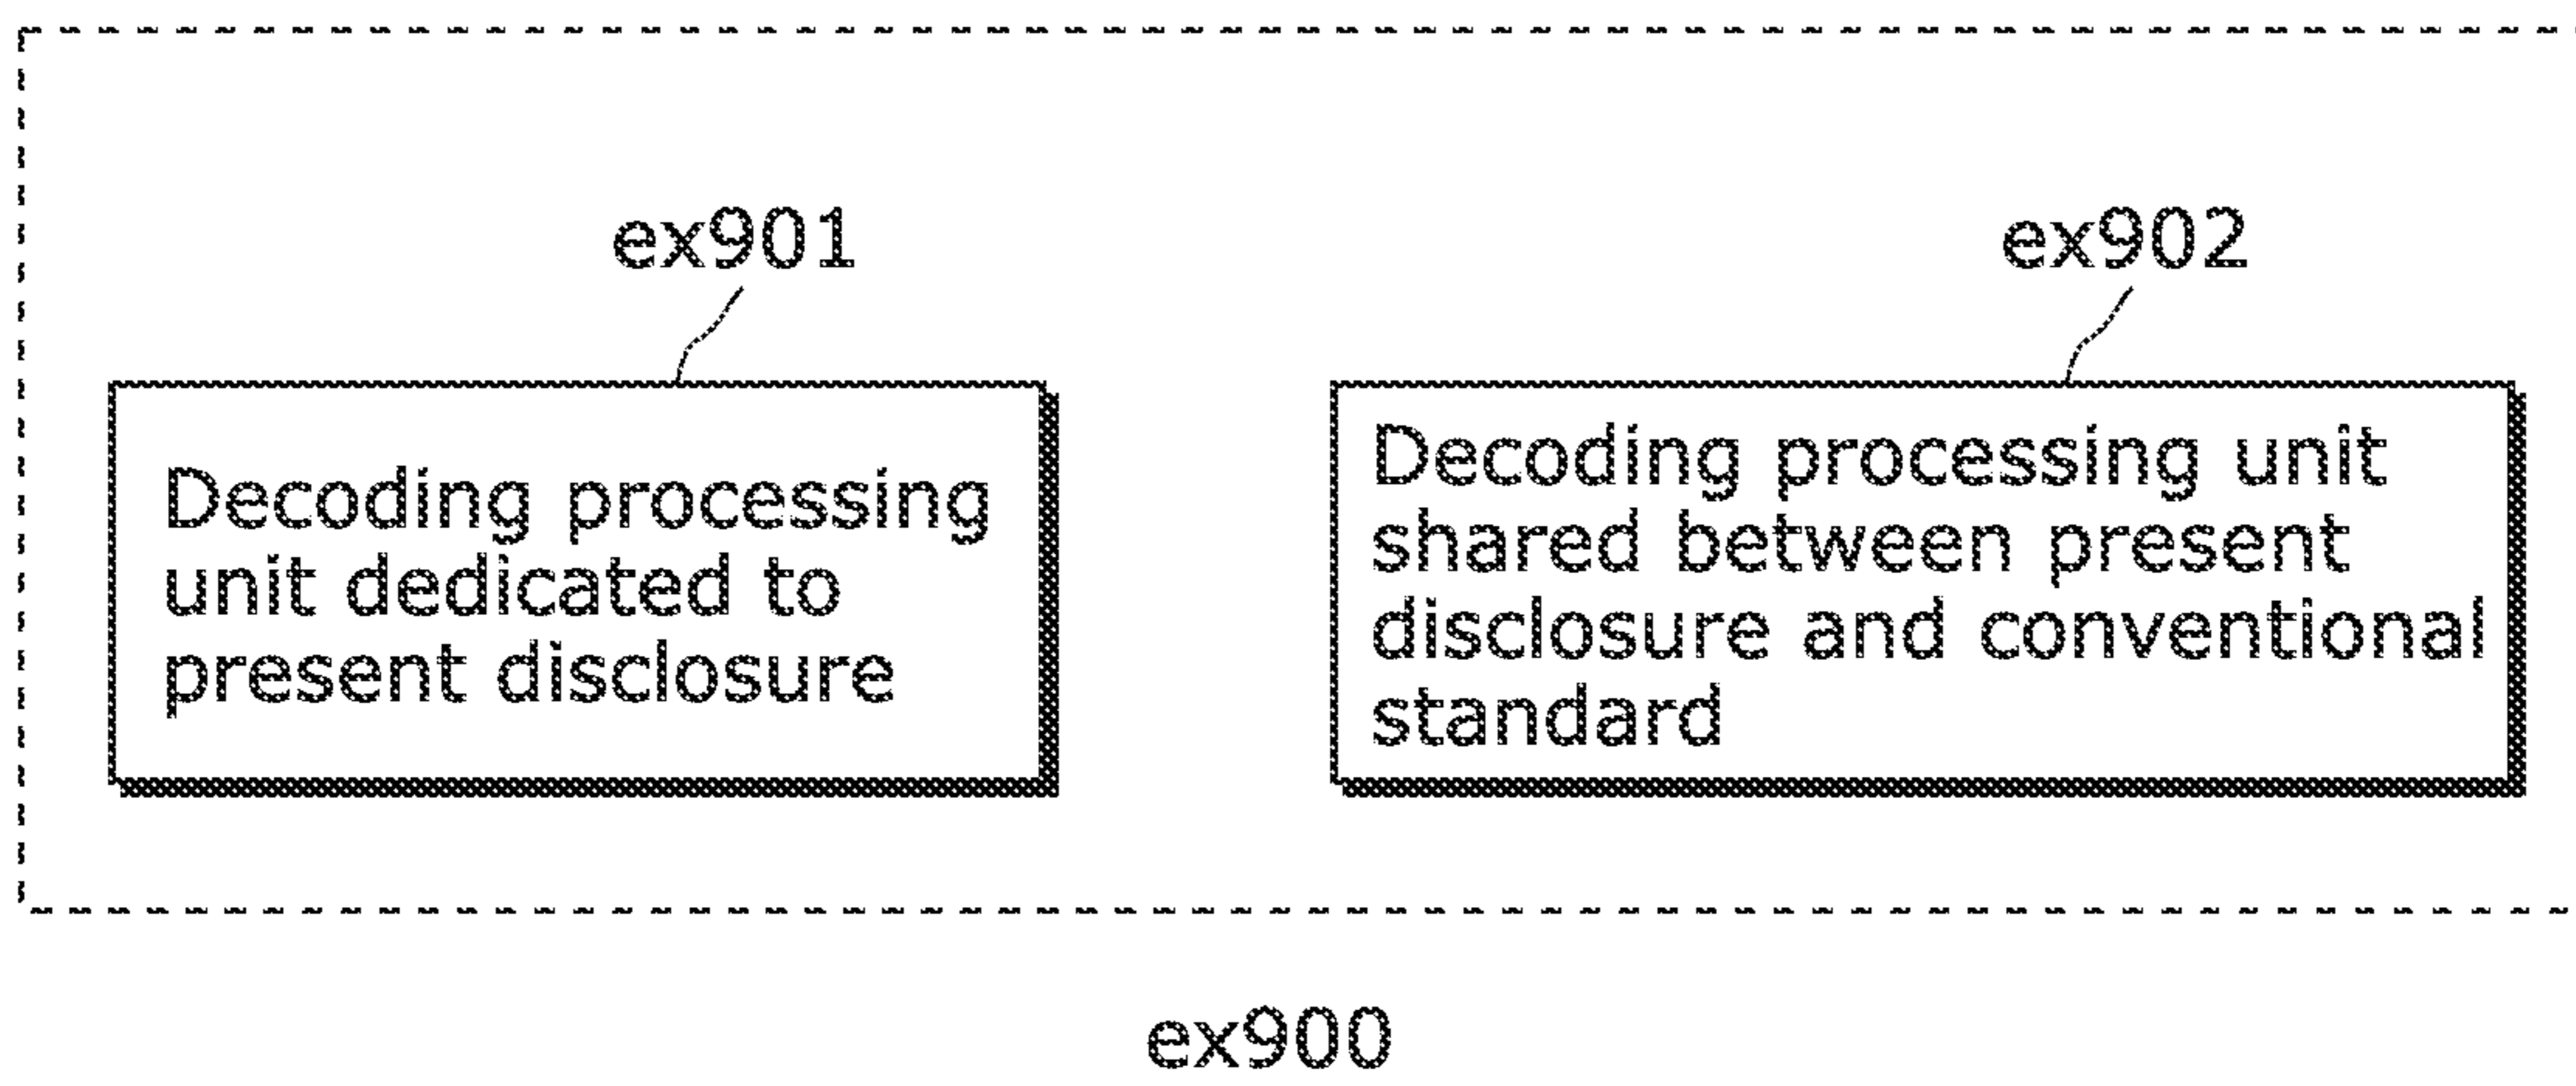 ex901
ex902
Decoding processing
unit dedicated to
present disclosure
Decoding processing unit
shared between present
disclosure and conventional
standard
ex900